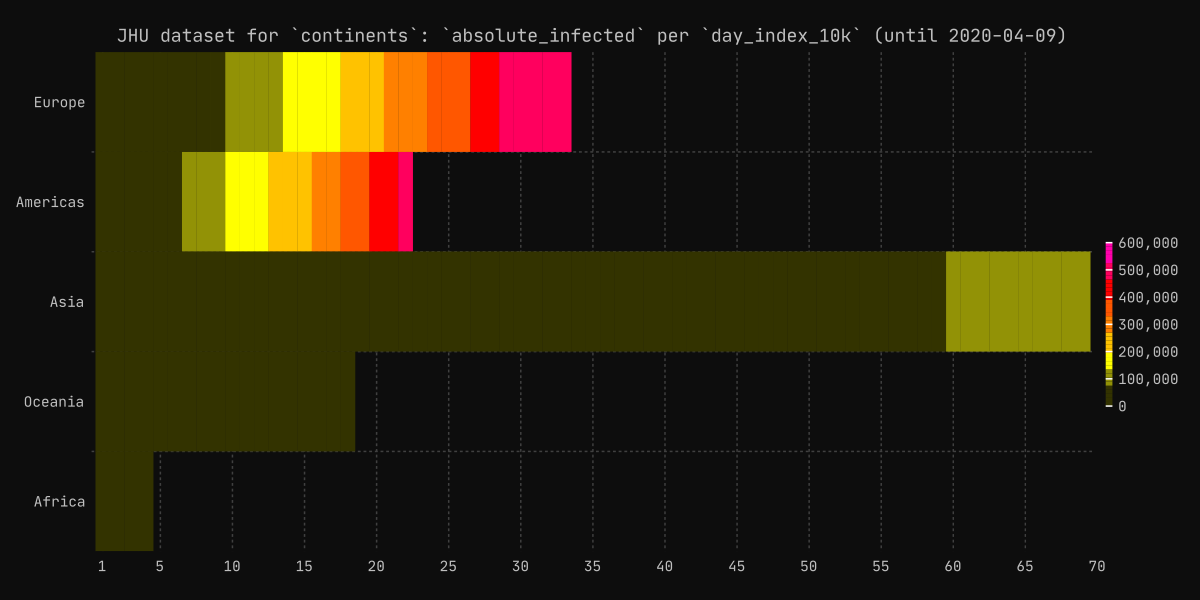 JHU dataset for `continents`: `absolute_infected` per `day_index_10k` (until 2020-04-09)
Europe
Americas
Asia
Oceania
Africa
600,000
500,000
400,000
300,000
200,000
100,000
0
1 5 10 15 20 25 30 35 40 45 50 55 60 65 70